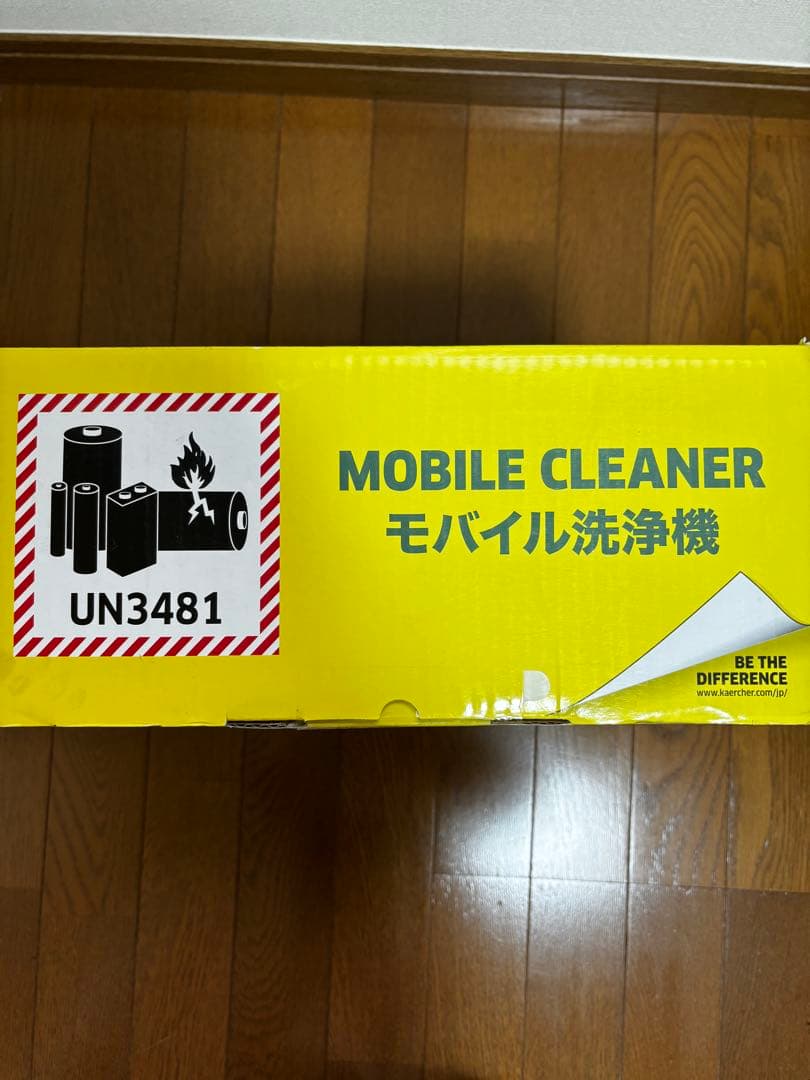 UN3481
MOBILE CLEANER
モバイル洗浄機
BE THE
DIFFERENCE
www.kaercher.com/jp/